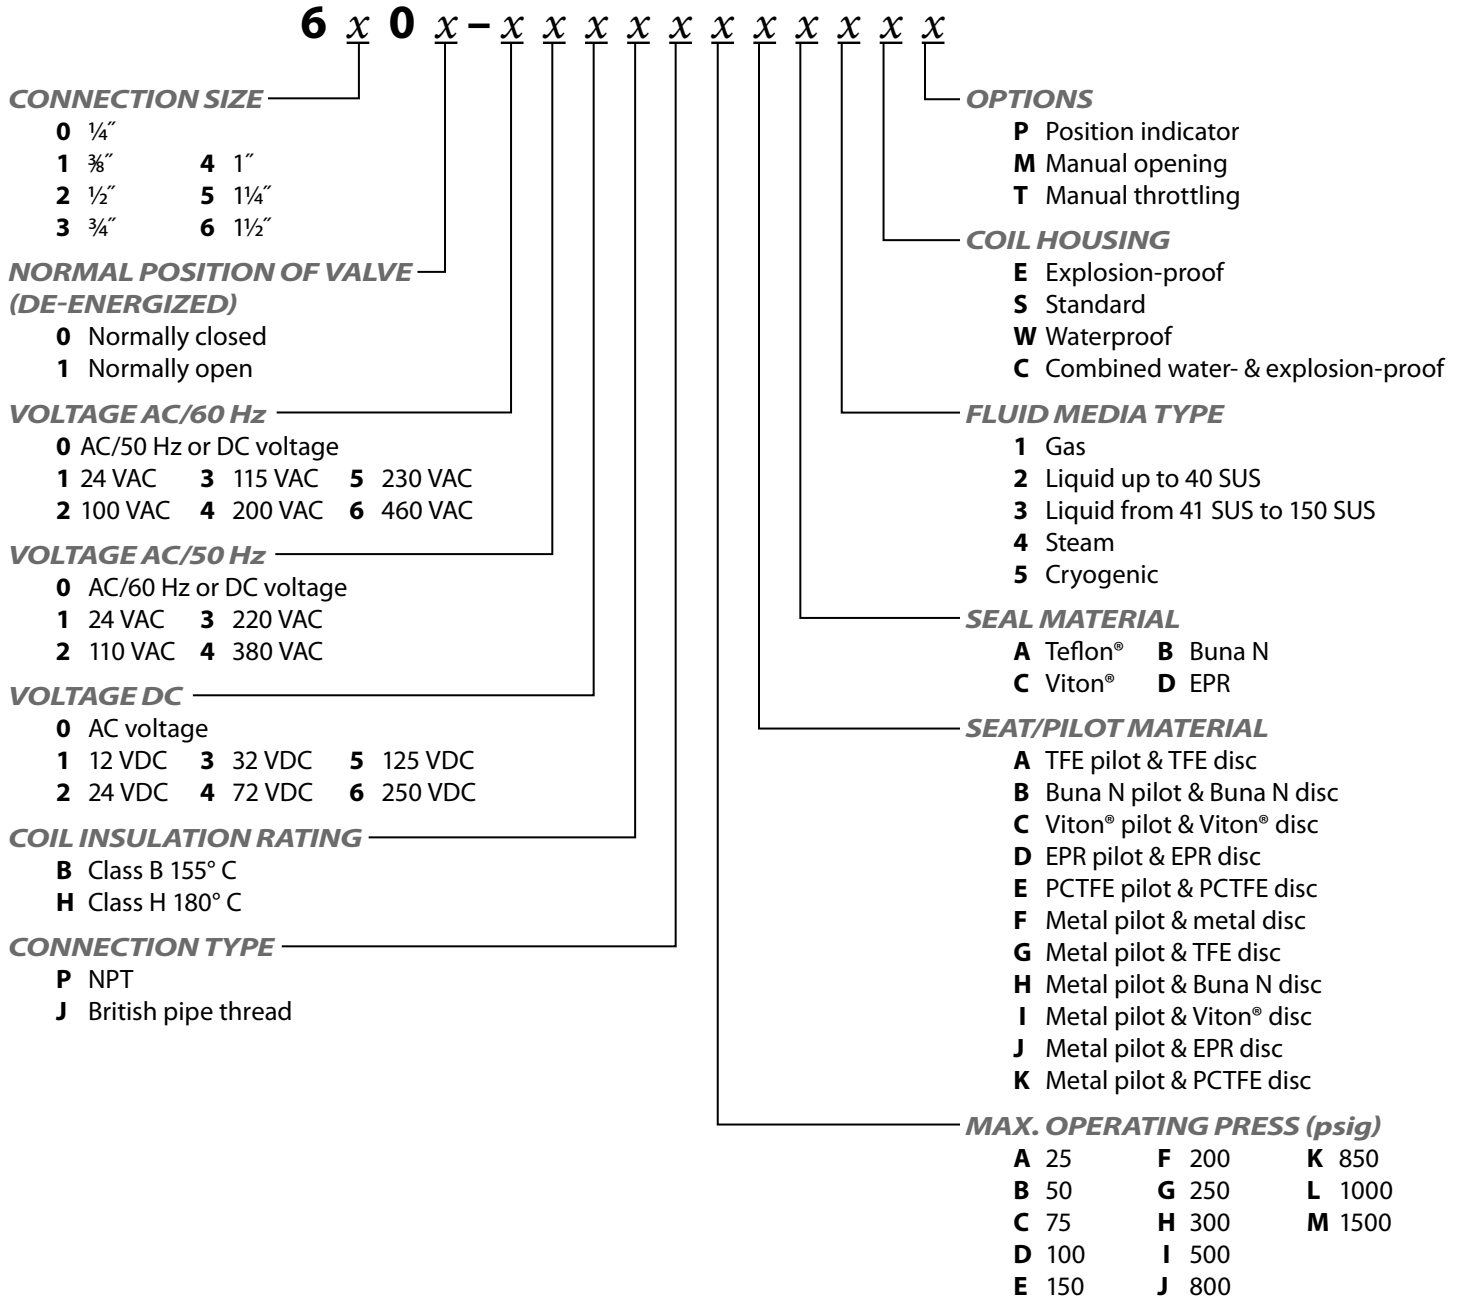 6 x 0 x – x x x x x x x x x x x
CONNECTION SIZE
0 ¼˝
1 ⅜˝ 4 1˝
2 ½˝ 5 1¼˝
3 ¾˝ 6 1½˝
NORMAL POSITION OF VALVE
(DE-ENERGIZED)
0 Normally closed
1 Normally open
VOLTAGE AC/60 Hz
0 AC/50 Hz or DC voltage
1 24 VAC 3 115 VAC 5 230 VAC
2 100 VAC 4 200 VAC 6 460 VAC
VOLTAGE AC/50 Hz
0 AC/60 Hz or DC voltage
1 24 VAC 3 220 VAC
2 110 VAC 4 380 VAC
VOLTAGE DC
0 AC voltage
1 12 VDC 3 32 VDC 5 125 VDC
2 24 VDC 4 72 VDC 6 250 VDC
COIL INSULATION RATING
B Class B 155° C
H Class H 180° C
CONNECTION TYPE
P NPT
J British pipe thread
OPTIONS
P Position indicator
M Manual opening
T Manual throttling
COIL HOUSING
E Explosion-proof
S Standard
W Waterproof
C Combined water- & explosion-proof
FLUID MEDIA TYPE
1 Gas
2 Liquid up to 40 SUS
3 Liquid from 41 SUS to 150 SUS
4 Steam
5 Cryogenic
SEAL MATERIAL
A Teflon® B Buna N
C Viton® D EPR
SEAT/PILOT MATERIAL
A TFE pilot & TFE disc
B Buna N pilot & Buna N disc
C Viton® pilot & Viton® disc
D EPR pilot & EPR disc
E PCTFE pilot & PCTFE disc
F Metal pilot & metal disc
G Metal pilot & TFE disc
H Metal pilot & Buna N disc
I Metal pilot & Viton® disc
J Metal pilot & EPR disc
K Metal pilot & PCTFE disc
MAX. OPERATING PRESS (psig)
A 25 F 200 K 850
B 50 G 250 L 1000
C 75 H 300 M 1500
D 100 I 500
E 150 J 800